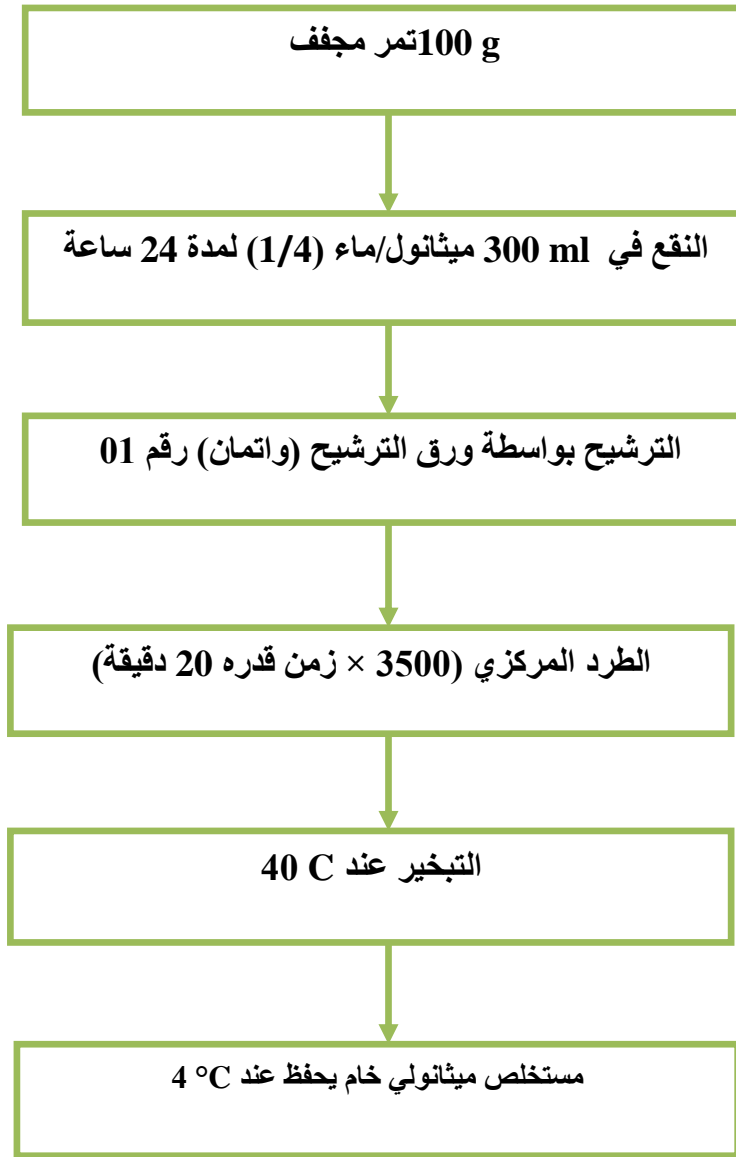 100 gتمر مجفف
النقع في 300 ml ميثانول/ماء (1/4) لمدة 24 ساعة
الترشيح بواسطة ورق الترشيح (واتمان) رقم 01
الطرد المركزي (3500 × زمن قدره 20 دقيقة)
التبخير عند 40 C
مستخلص ميثانولي خام يحفظ عند 4 °C